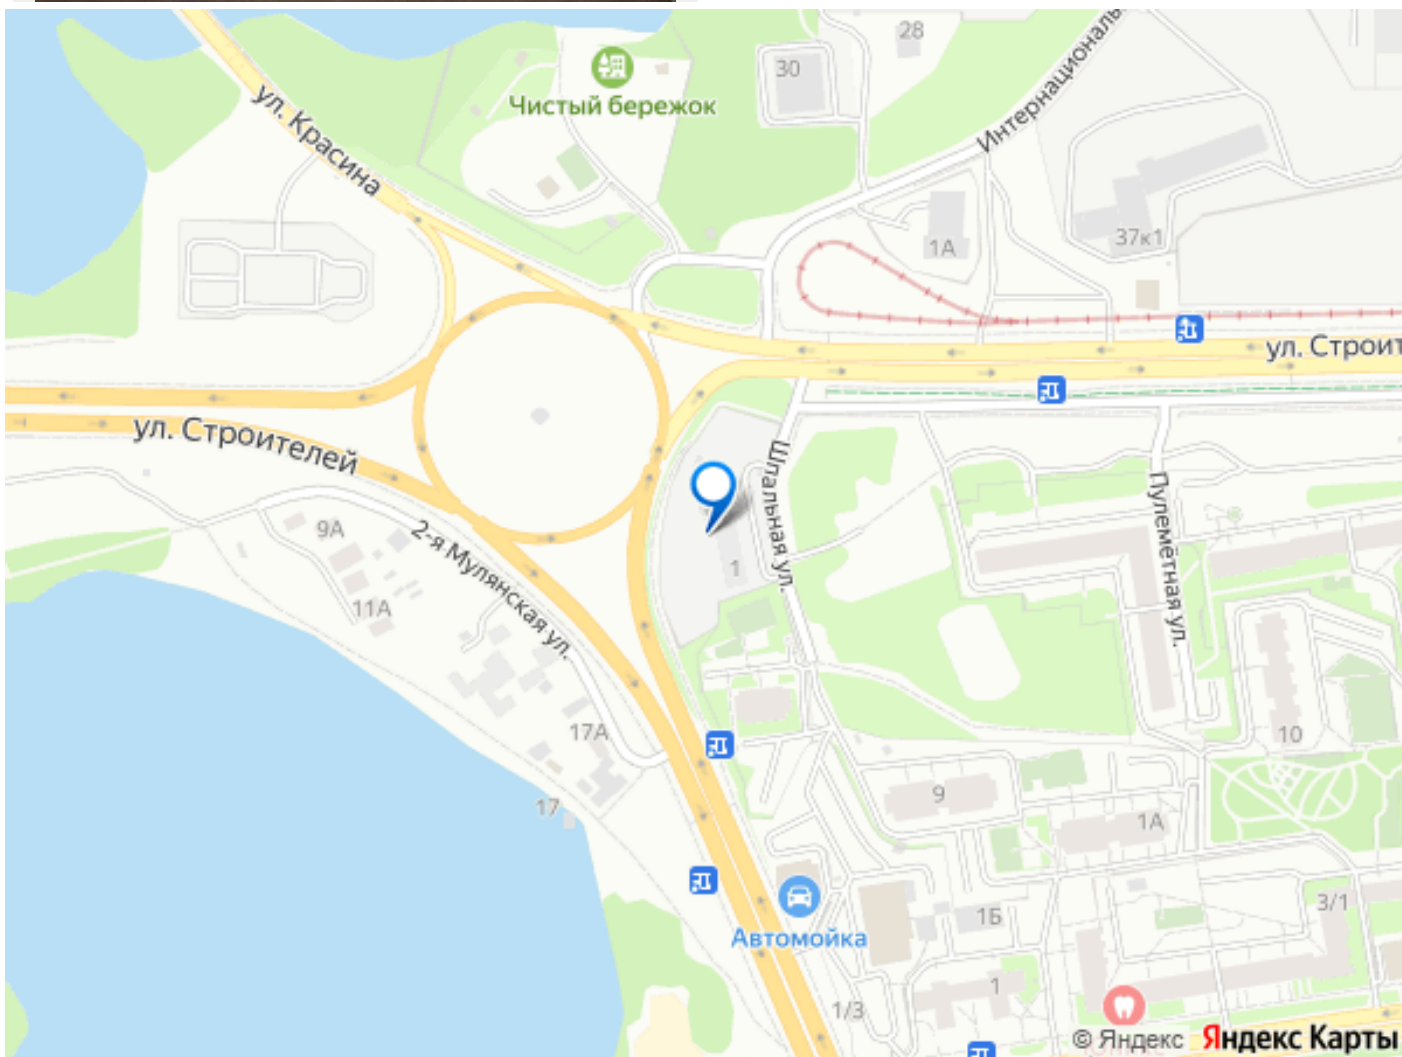 28
30
Чистый бережок
ул. Красина
Интернациональ
37к1
1А
ул. Строит
ул. Строителей
Шпальная ул.
Пулемётная ул.
9А
2-я Мулянская ул.
1
11А
17А
10
9
17
1А
3/1
1Б
Автомойка
1
1/3
© Яндекс Яндекс Карты